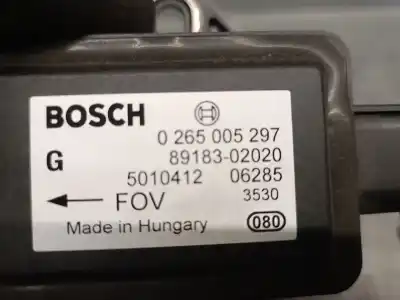 BOSCH
0 265 005 297
G 89183-02020
5010412 06285
FOV 3530
Made in Hungary 080